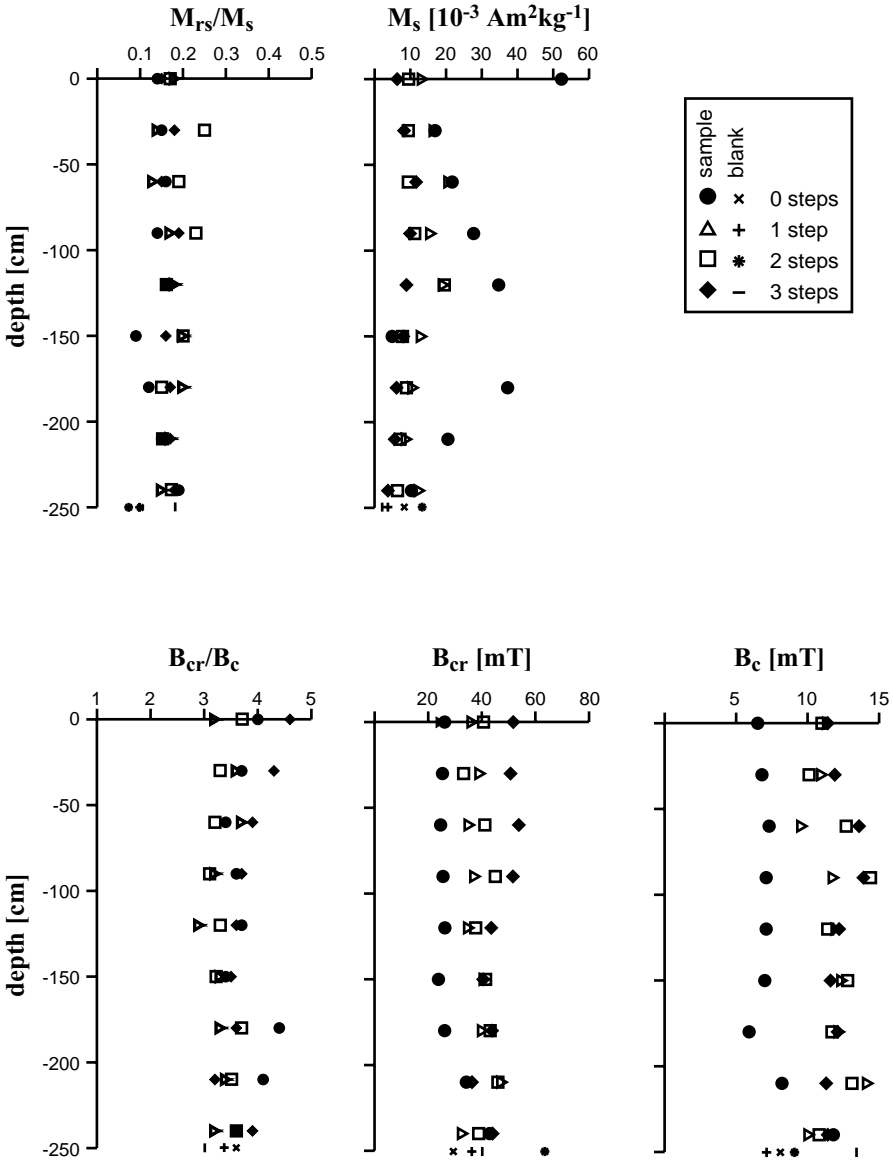 Mrs/Ms
Ms [10-3 Am2kg-1]
0.1 0.2 0.3 0.4 0.5
10 20 30 40 50 60
0
-50
-100
-150
-200
-250
depth [cm]
sample
blank
0 steps
1 step
2 steps
3 steps
Bcr/Bc
Bcr [mT]
Bc [mT]
1 2 3 4 5
20 40 60 80
5 10 15
0
-50
-100
-150
-200
-250
depth [cm]